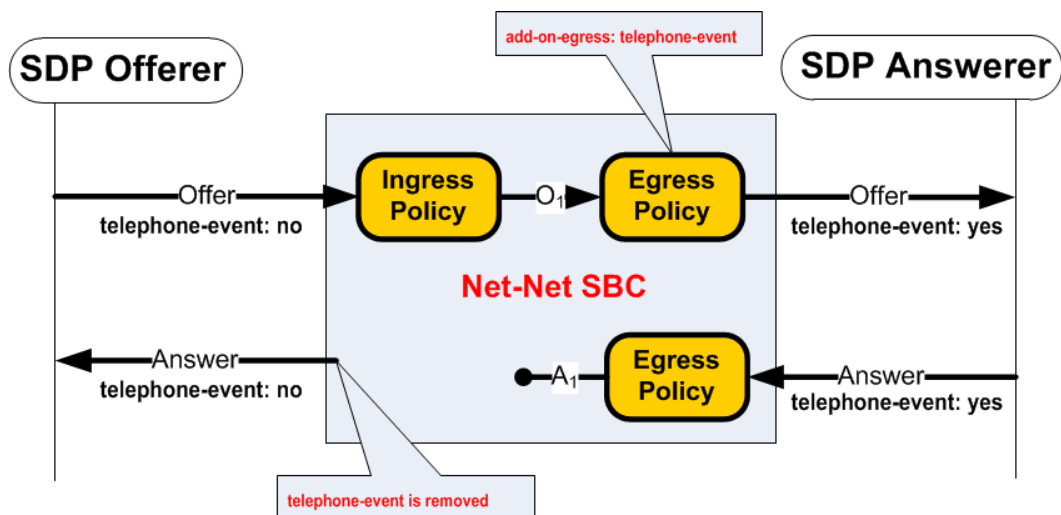 add-on-egress: telephone-event
SDP Offerer
SDP Answerer
Ingress
Policy
Egress
Policy
Offer
O1
Offer
telephone-event: no
telephone-event: yes
Net-Net SBC
Answer
telephone-event: no
A1
Egress
Policy
Answer
telephone-event: yes
telephone-event is removed